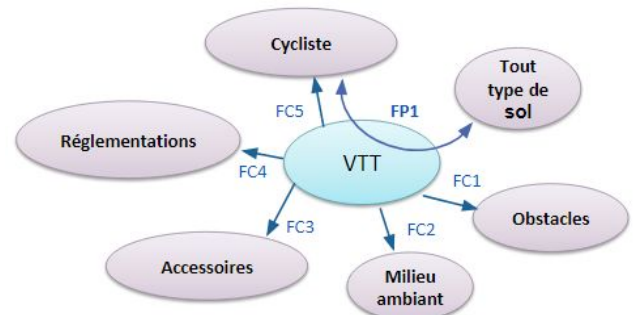 Cycliste
Tout
type de
sol
FC5
FP1
Réglementations
VTT
FC4
FC1
FC3
FC2
Obstacles
Accessoires
Milieu
ambiant